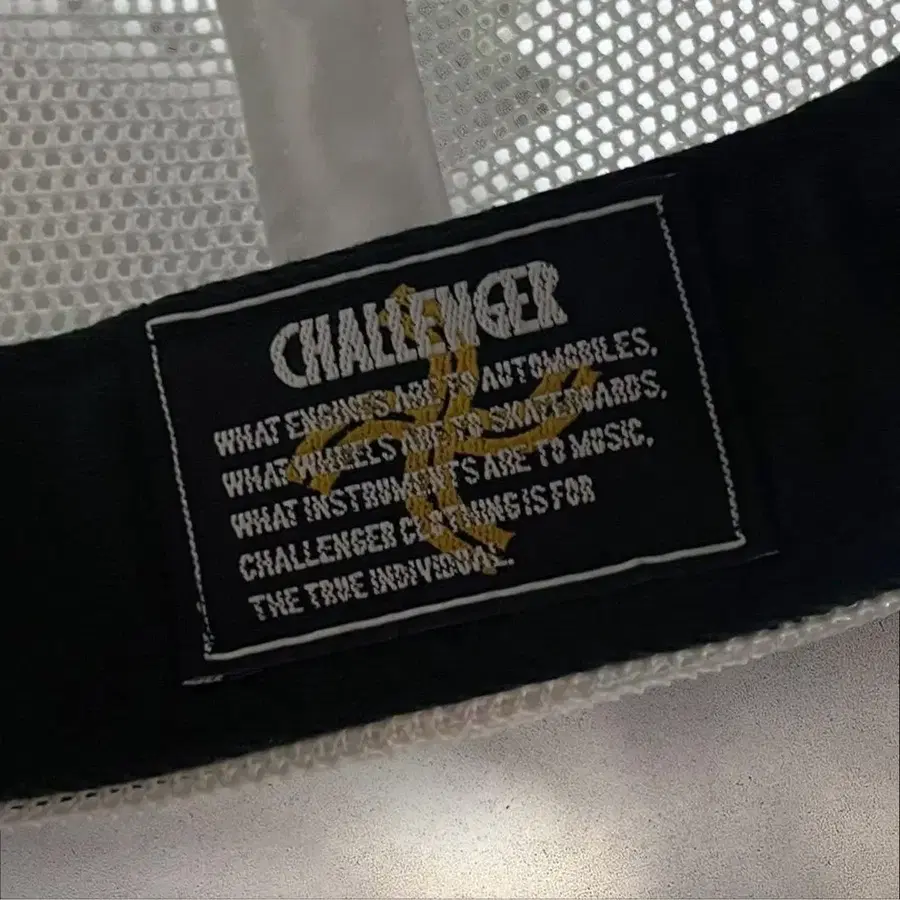 CHALLENGER
WHAT ENGINES ARE TO AUTOMOBILES,
WHAT WHEELS ARE TO SKATEBOARDS,
WHAT INSTRUMENTS ARE TO MUSIC,
CHALLENGER CLOTHING IS FOR
THE TRUE INDIVIDUAL.